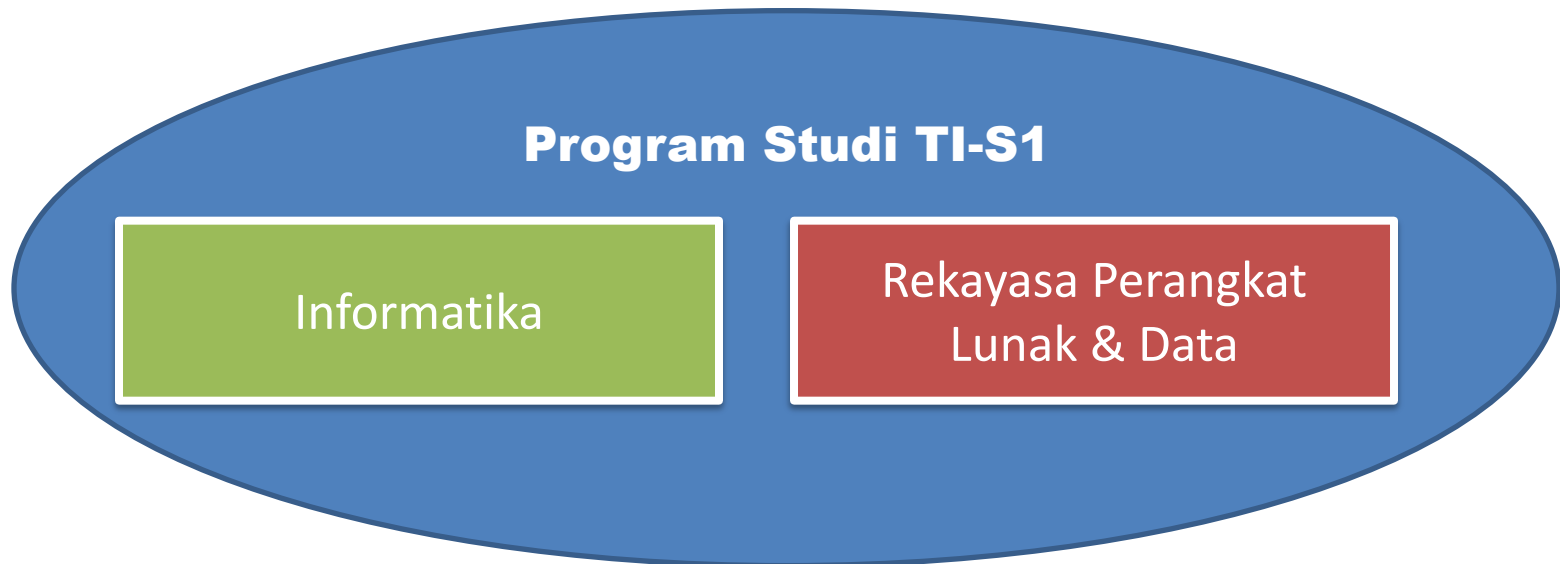 Program Studi TI-S1
Informatika
Rekayasa Perangkat
Lunak & Data